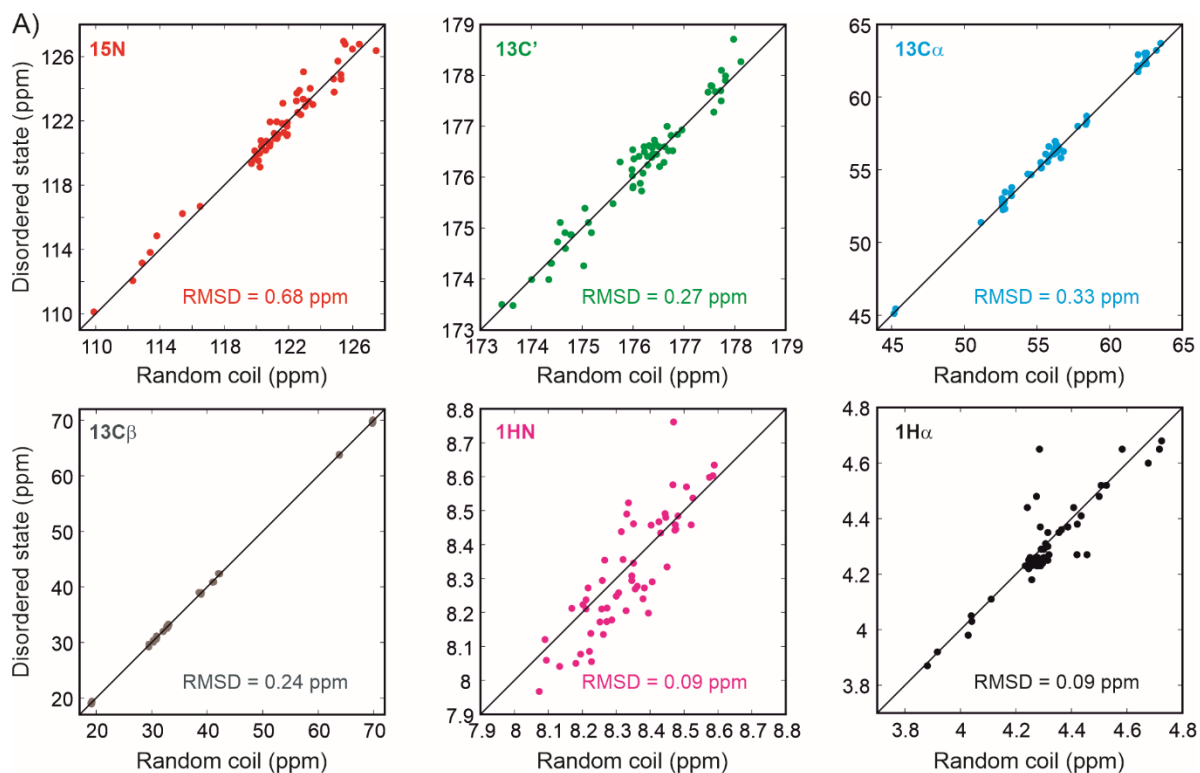 A)
15N
Disordered state (ppm)
126
122
118
114
110
RMSD = 0.68 ppm
110 114 118 122 126
Random coil (ppm)
13C’
179
178
177
176
175
174
173
RMSD = 0.27 ppm
173 174 175 176 177 178 179
Random coil (ppm)
13Cα
65
60
55
50
45
RMSD = 0.33 ppm
45 50 55 60 65
Random coil (ppm)
13Cβ
Disordered state (ppm)
70
60
50
40
30
20
RMSD = 0.24 ppm
20 30 40 50 60 70
Random coil (ppm)
1HN
8.8
8.7
8.6
8.5
8.4
8.3
8.2
8.1
8
7.9
RMSD = 0.09 ppm
7.9 8 8.1 8.2 8.3 8.4 8.5 8.6 8.7 8.8
Random coil (ppm)
1Hα
4.8
4.6
4.4
4.2
4
3.8
RMSD = 0.09 ppm
3.8 4 4.2 4.4 4.6 4.8
Random coil (ppm)